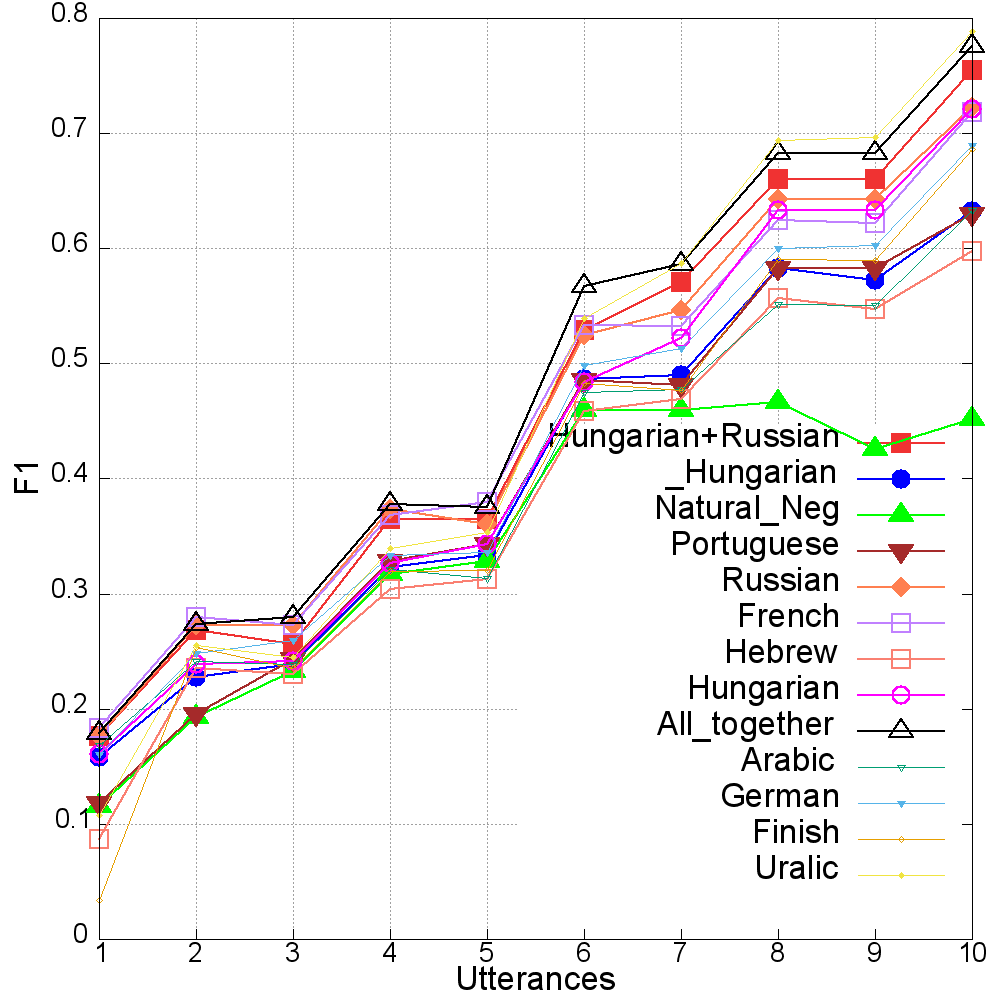 0.8
0.7
0.6
0.5
0.4
0.3
0.2
0.1
0
F1
Hungarian+Russian
_Hungarian
Natural_Neg
Portuguese
Russian
French
Hebrew
Hungarian
All_together
Arabic
German
Finish
Uralic
1 2 3 4 5 6 7 8 9 10
Utterances